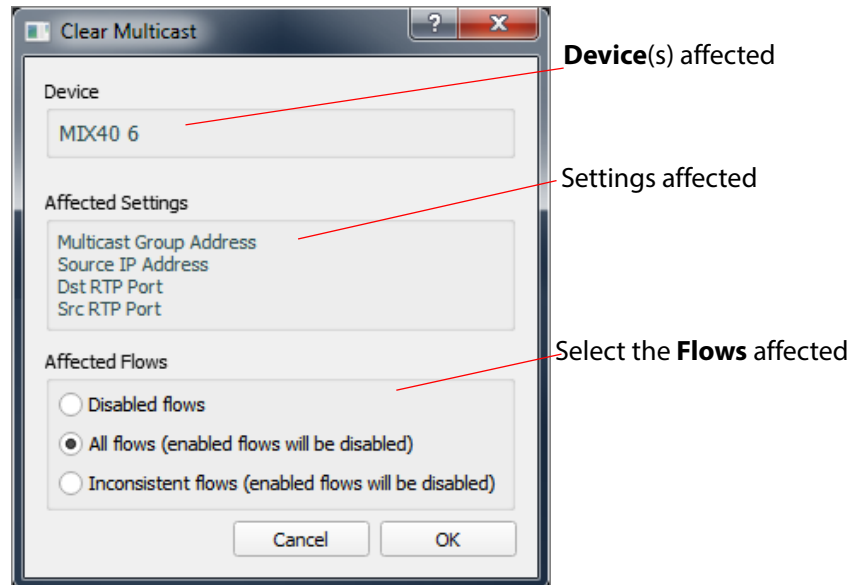 Clear Multicast
?
X
Device(s) affected
Device
MIX40 6
Settings affected
Affected Settings
Multicast Group Address
Source IP Address
Dst RTP Port
Src RTP Port
Select the Flows affected
Affected Flows
Disabled flows
All flows (enabled flows will be disabled)
Inconsistent flows (enabled flows will be disabled)
Cancel
OK